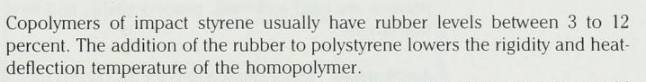 Copolymers of impact styrene usually have rubber levels between 3 to 12
percent. The addition of the rubber to polystyrene lowers the rigidity and heat-
deflection temperature of the homopolymer.